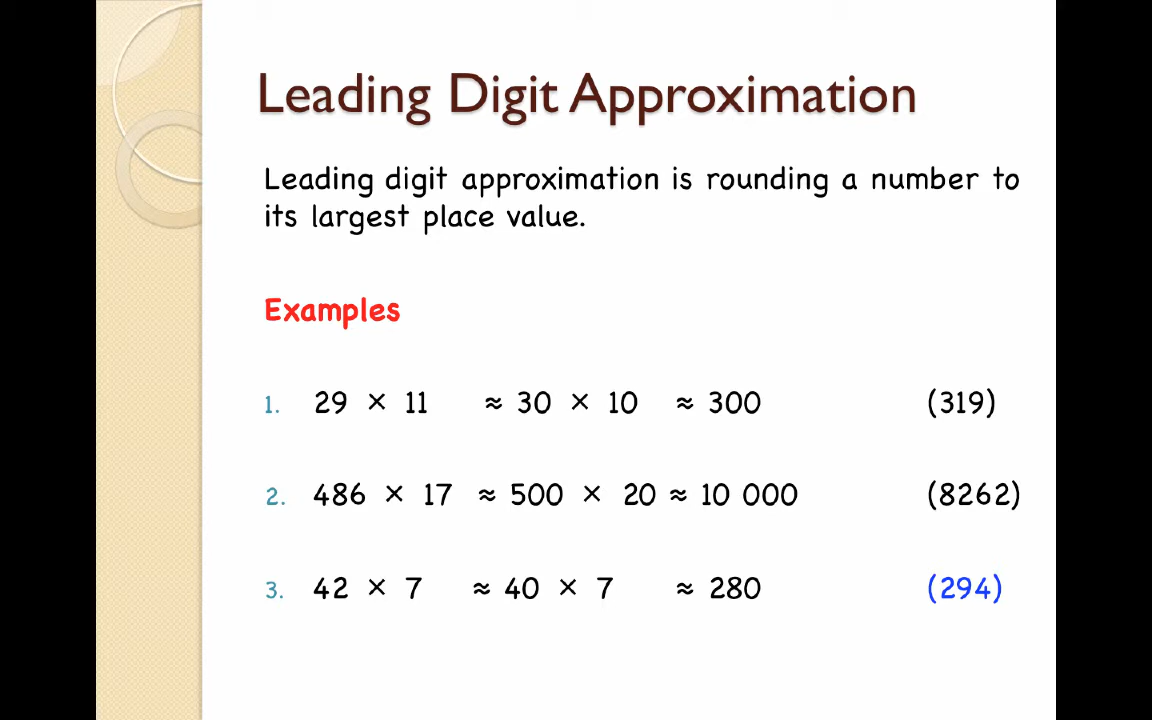 Leading Digit Approximation
Leading digit approximation is rounding a number to
its largest place value.
Examples
1. 29 × 11 ≈ 30 × 10 ≈ 300 (319)
2. 486 × 17 ≈ 500 × 20 ≈ 10 000 (8262)
3. 42 × 7 ≈ 40 × 7 ≈ 280 (294)